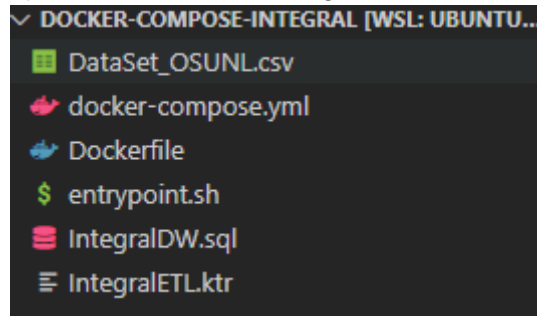 DOCKER-COMPOSE-INTEGRAL [WSL: UBUNTU...
DataSet_OSUNL.csv
docker-compose.yml
Dockerfile
$ entrypoint.sh
IntegralDW.sql
IntegralETL.ktr